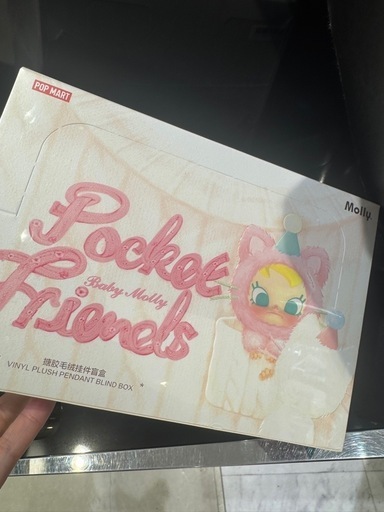 POP MART
Molly.
Pocket
Baby Molly
Friends
搪胶毛绒挂件盲盒
VINYL PLUSH PENDANT BLIND BOX